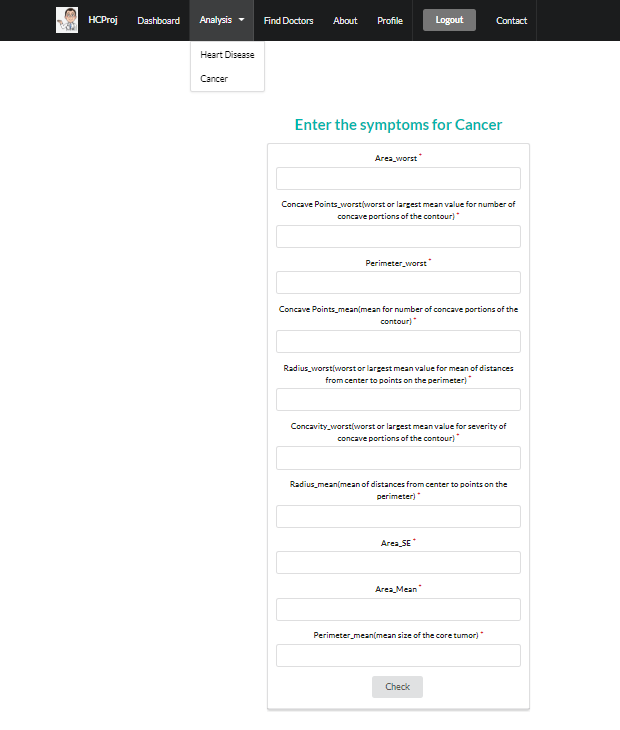 HCProj Dashboard Analysis Find Doctors About Profile Logout Contact
Heart Disease
Cancer
Enter the symptoms for Cancer
Area_worst *
Concave Points_worst(worst or largest mean value for number of
concave portions of the contour) *
Perimeter_worst *
Concave Points_mean(mean for number of concave portions of the
contour) *
Radius_worst(worst or largest mean value for mean of distances
from center to points on the perimeter) *
Concavity_worst(worst or largest mean value for severity of
concave portions of the contour) *
Radius_mean(mean of distances from center to points on the
perimeter) *
Area_SE *
Area_Mean *
Perimeter_mean(mean size of the core tumor) *
Check